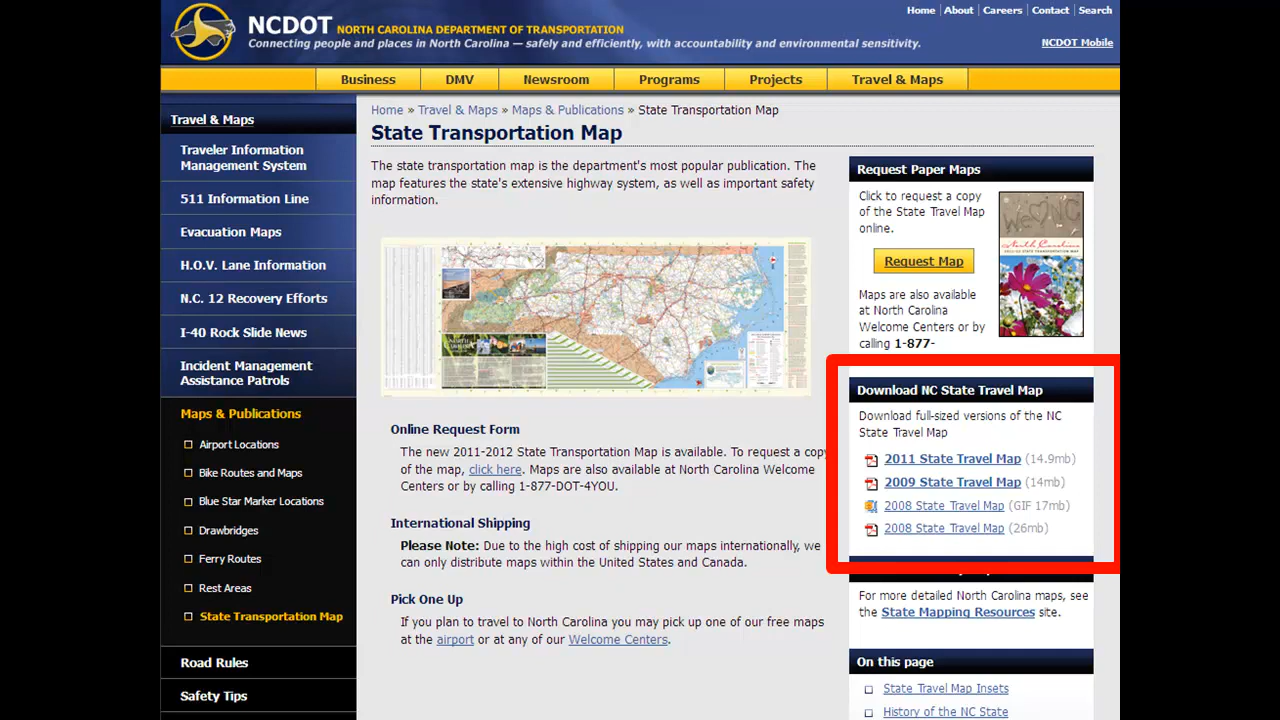 NCDOT NORTH CAROLINA DEPARTMENT OF TRANSPORTATION
Connecting people and places in North Carolina — safely and efficiently, with accountability and environmental sensitivity.
Home About Careers Contact Search
NCDOT Mobile
Business DMV Newsroom Programs Projects Travel & Maps
Travel & Maps
Traveler Information
Management System
511 Information Line
Evacuation Maps
H.O.V. Lane Information
N.C. 12 Recovery Efforts
I-40 Rock Slide News
Incident Management
Assistance Patrols
Maps & Publications
Airport Locations
Bike Routes and Maps
Blue Star Marker Locations
Drawbridges
Ferry Routes
Rest Areas
State Transportation Map
Road Rules
Safety Tips
Home » Travel & Maps » Maps & Publications » State Transportation Map
State Transportation Map
The state transportation map is the department's most popular publication. The
map features the state's extensive highway system, as well as important safety
information.
Online Request Form
The new 2011-2012 State Transportation Map is available. To request a copy
of the map, click here. Maps are also available at North Carolina Welcome
Centers or by calling 1-877-DOT-4YOU.
International Shipping
Please Note: Due to the high cost of shipping our maps internationally, we
can only distribute maps within the United States and Canada.
Pick One Up
If you plan to travel to North Carolina you may pick up one of our free maps
at the airport or at any of our Welcome Centers.
Request Paper Maps
Click to request a copy
of the State Travel Map
online.
Request Map
Maps are also available
at North Carolina
Welcome Centers or by
calling 1-877-
We NC
North Carolina
Download NC State Travel Map
Download full-sized versions of the NC
State Travel Map
2011 State Travel Map (14.9mb)
2009 State Travel Map (14mb)
2008 State Travel Map (GIF 17mb)
2008 State Travel Map (26mb)
For more detailed North Carolina maps, see
the State Mapping Resources site.
On this page
State Travel Map Insets
History of the NC State